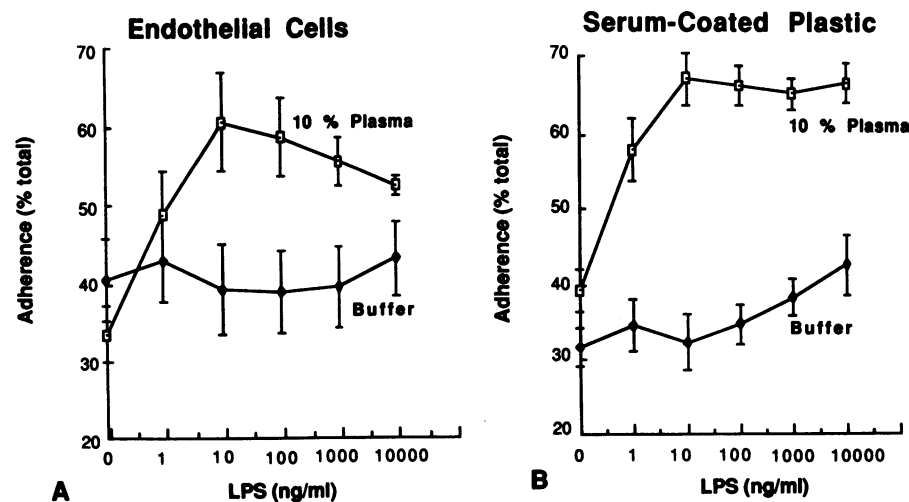 Endothelial Cells
70
60
50
40
30
20
Adherence (% total)
10 % Plasma
Buffer
0 1 10 100 1000 10000
LPS (ng/ml)
A
Serum-Coated Plastic
70
60
50
40
30
20
Adherence (% total)
10 % Plasma
Buffer
0 1 10 100 1000 10000
LPS (ng/ml)
B